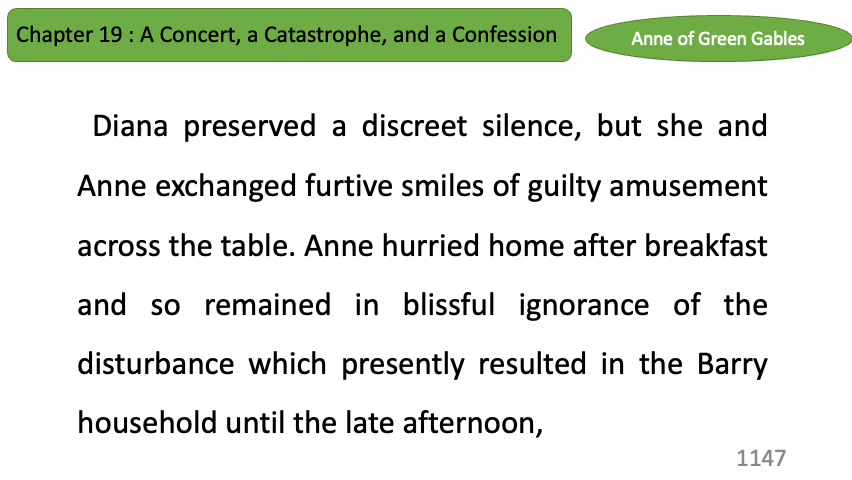 Chapter 19 : A Concert, a Catastrophe, and a Confession
Anne of Green Gables
Diana preserved a discreet silence, but she and
Anne exchanged furtive smiles of guilty amusement
across the table. Anne hurried home after breakfast
and so remained in blissful ignorance of the
disturbance which presently resulted in the Barry
household until the late afternoon,
1147